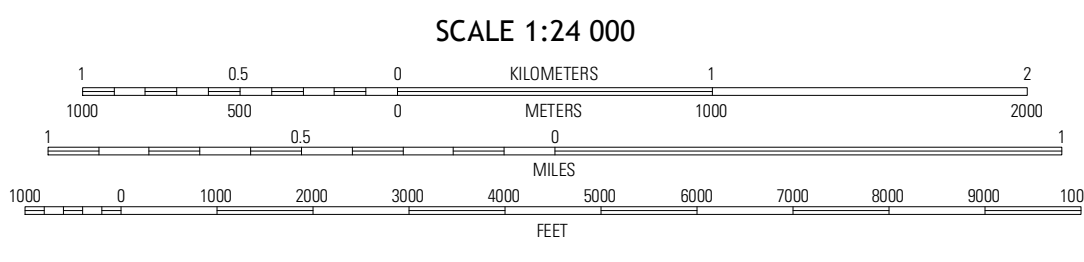 SCALE 1:24 000
1 0.5 0 KILOMETERS 1 2
1000 500 0 METERS 1000 2000
1 0.5 0 1
MILES
1000 0 1000 2000 3000 4000 5000 6000 7000 8000 9000 100
FEET